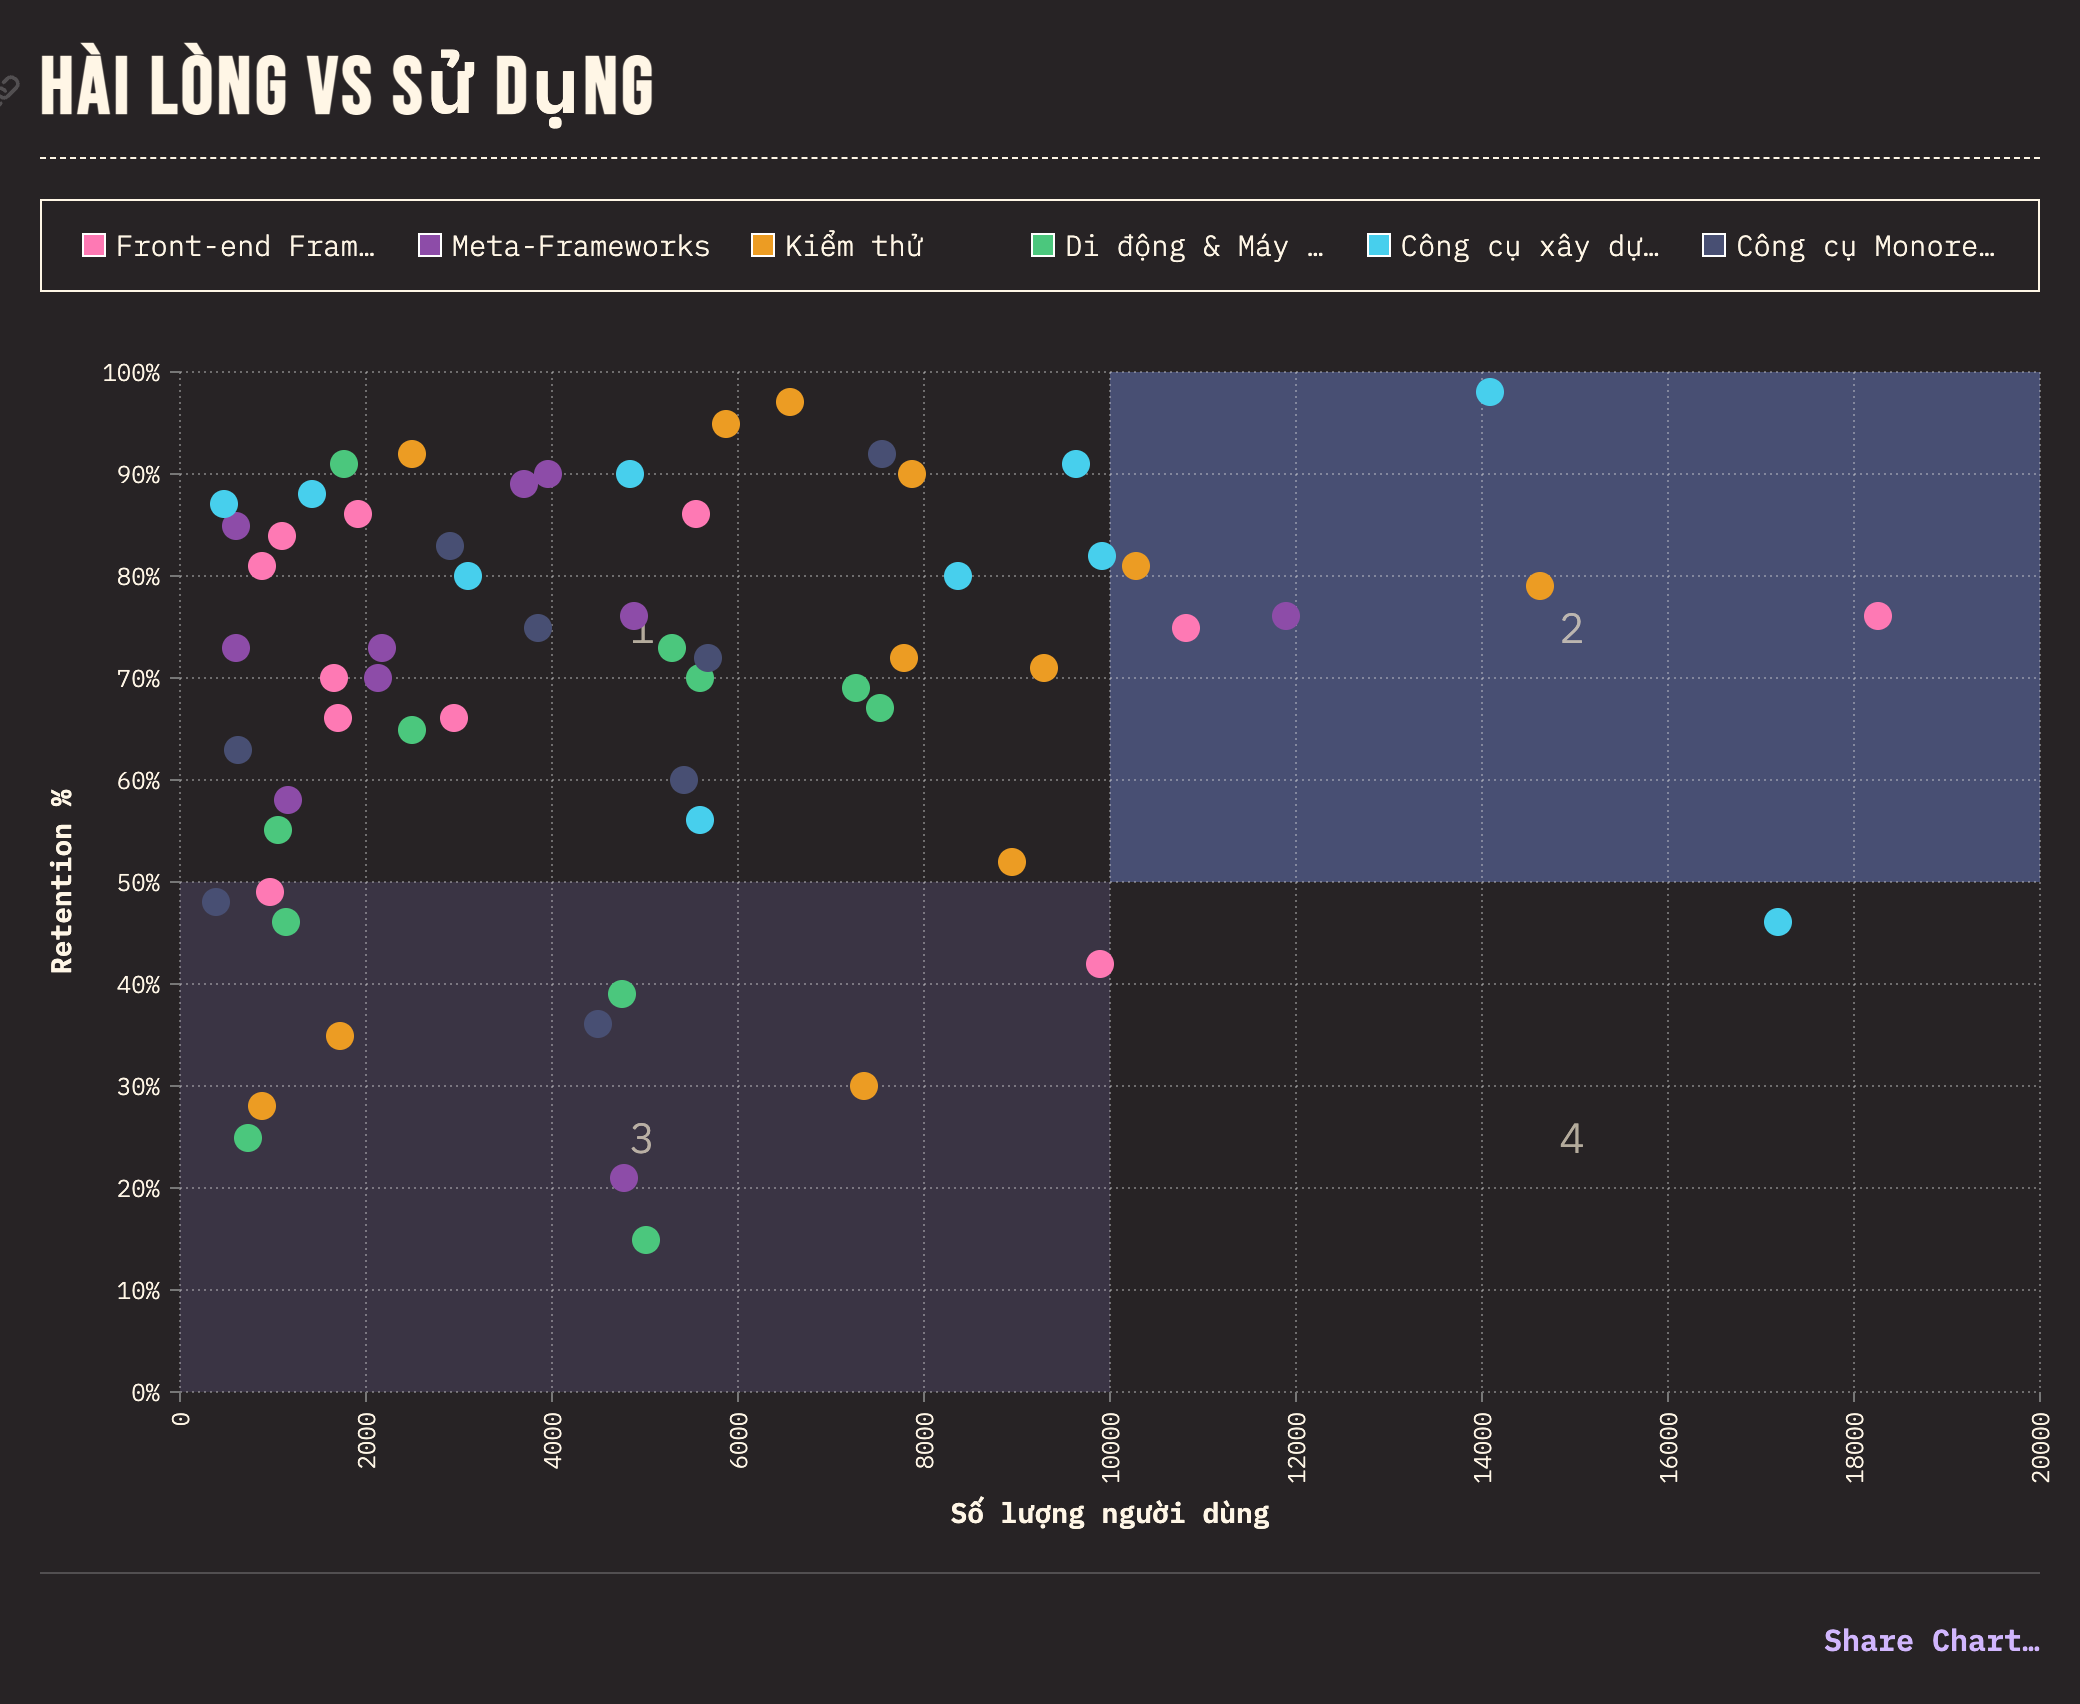 HÀI LÒNG VS Sử DụNG
Front-end Fram… Meta-Frameworks Kiểm thử Di động & Máy … Công cụ xây dự… Công cụ Monore…
100%
90%
80%
70%
60%
50%
40%
30%
20%
10%
0%
Retention %
1
2
3
4
0 2000 4000 6000 8000 10000 12000 14000 16000 18000 20000
Số lượng người dùng
Share Chart…